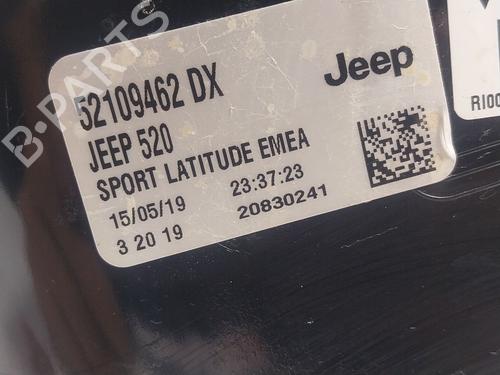 52109462 DX
Jeep
JEEP 520
SPORT LATITUDE EMEA
15/05/19 23:37:23
3 20 19 20830241
B-PARTS